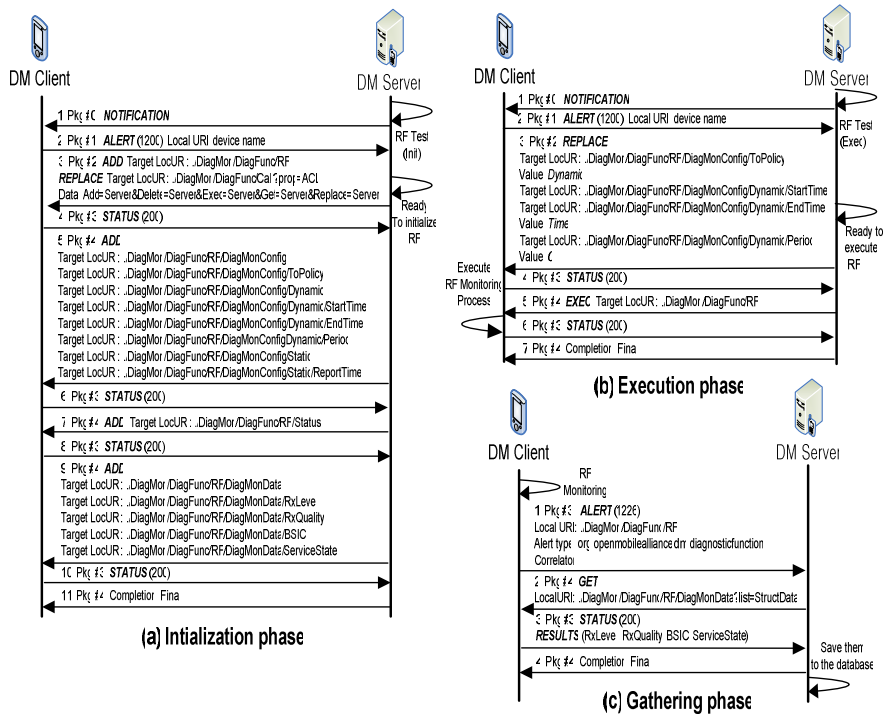 DM Client
DM Server
1 Pkg #0 NOTIFICATION
RF Test
(Init)
2 Pkg #1 ALERT (1200) Local URI device name
3 Pkg #2 ADD Target LocURI: ./DiagMon/DiagFunc/RF
REPLACE Target LocURI: ./DiagMon/DiagFunc/Call?prop=ACL
Data Add=Server&Delete=Server&Exec=Server&Get=Server&Replace=Server
Ready
To initialize
RF
4 Pkg #3 STATUS (200)
5 Pkg #4 ADD
Target LocURI: ./DiagMon/DiagFunc/RF/DiagMonConfig
Target LocURI: ./DiagMon/DiagFunc/RF/DiagMonConfig/ToPolicy
Target LocURI: ./DiagMon/DiagFunc/RF/DiagMonConfig/Dynamic
Target LocURI: ./DiagMon/DiagFunc/RF/DiagMonConfig/Dynamic/StartTime
Target LocURI: ./DiagMon/DiagFunc/RF/DiagMonConfig/Dynamic/EndTime
Target LocURI: ./DiagMon/DiagFunc/RF/DiagMonConfigDynamic/Period
Target LocURI: ./DiagMon/DiagFunc/RF/DiagMonConfig/Static
Target LocURI: ./DiagMon/DiagFunc/RF/DiagMonConfig/Static/ReportTime
6 Pkg #3 STATUS (200)
7 Pkg #4 ADD Target LocURI: ./DiagMon/DiagFunc/RF/Status
8 Pkg #3 STATUS (200)
9 Pkg #4 ADD
Target LocURI: ./DiagMon/DiagFunc/RF/DiagMonData
Target LocURI: ./DiagMon/DiagFunc/RF/DiagMonData/RxLevel
Target LocURI: ./DiagMon/DiagFunc/RF/DiagMonData/RxQuality
Target LocURI: ./DiagMon/DiagFunc/RF/DiagMonData/BSIC
Target LocURI: ./DiagMon/DiagFunc/RF/DiagMonData/ServiceState
10 Pkg #3 STATUS (200)
11 Pkg #4 Completion Final
(a) Intialization phase
DM Client
DM Server
1 Pkg #0 NOTIFICATION
2 Pkg #1 ALERT (1200) Local URI device name
RF Test
(Exec)
3 Pkg #2 REPLACE
Target LocURI: ./DiagMon/DiagFunc/RF/DiagMonConfig/ToPolicy
Value Dynamic
Target LocURI: ./DiagMon/DiagFunc/RF/DiagMonConfig/Dynamic/StartTime
Target LocURI: ./DiagMon/DiagFunc/RF/DiagMonConfig/Dynamic/EndTime
Value Time
Target LocURI: ./DiagMon/DiagFunc/RF/DiagMonConfig/Dynamic/Period
Value 0
Ready to
execute
RF
Execute
RF Monitoring
Process
4 Pkg #3 STATUS (200)
5 Pkg #4 EXEC Target LocURI: ./DiagMon/DiagFunc/RF
6 Pkg #3 STATUS (200)
7 Pkg #4 Completion Final
(b) Execution phase
DM Client
DM Server
RF
Monitoring
1 Pkg #3 ALERT (1226)
Local URI: ./DiagMon/DiagFunc/RF
Alert type org openmobilealliance dm diagnosticfunction
Correlator
2 Pkg #4 GET
LocalURI: ./DiagMon/DiagFunc/RF/DiagMonData?list=StructData
3 Pkg #3 STATUS (200)
RESULTS (RxLevel RxQuality BSIC ServiceState)
4 Pkg #4 Completion Final
Save them
to the database
(c) Gathering phase